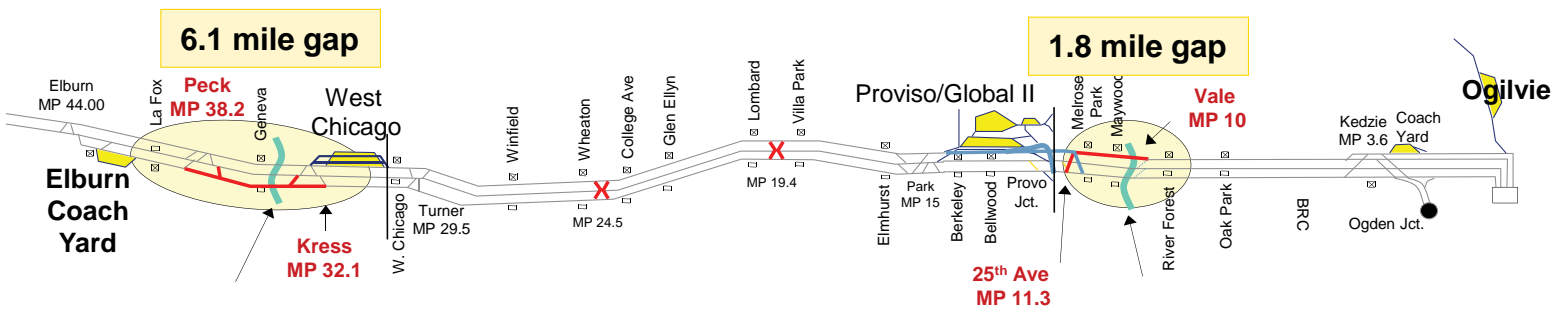 6.1 mile gap
1.8 mile gap
Elburn
MP 44.00
La Fox
Peck
MP 38.2
Geneva
West
Chicago
Winfield
Wheaton
College Ave
Glen Ellyn
Lombard
Villa Park
Proviso/Global II
Melrose
Park
Maywood
Vale
MP 10
Kedzie
MP 3.6
Coach
Yard
Ogilvie
Elburn
Coach
Yard
Kress
MP 32.1
W. Chicago
Turner
MP 29.5
MP 24.5
MP 19.4
Elmhurst
Park
MP 15
Berkeley
Bellwood
Provo
Jct.
25th Ave
MP 11.3
River Forest
Oak Park
BRC
Ogden Jct.